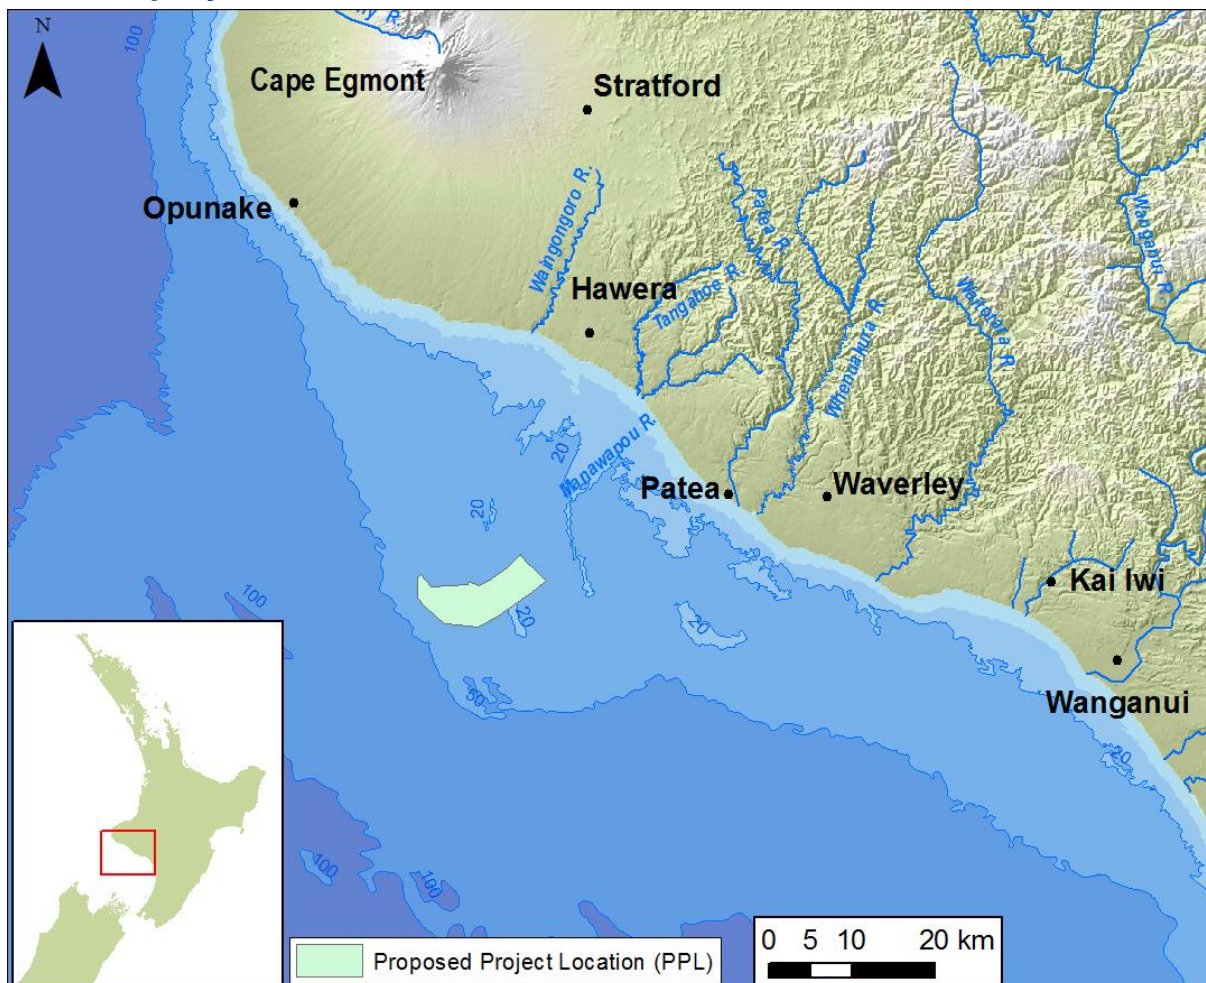 N
100
Cape Egmont
Stratford
Opunake
Waingongoro R.
Patea R.
Wanganui R.
Hawera
Tangahoe R.
Whenuakura R.
Waitotara R.
20
Manawapou R.
20
Patea
Waverley
Kai Iwi
100
20
20
Wanganui
50
20
100
100
Proposed Project Location (PPL)
0 5 10 20 km